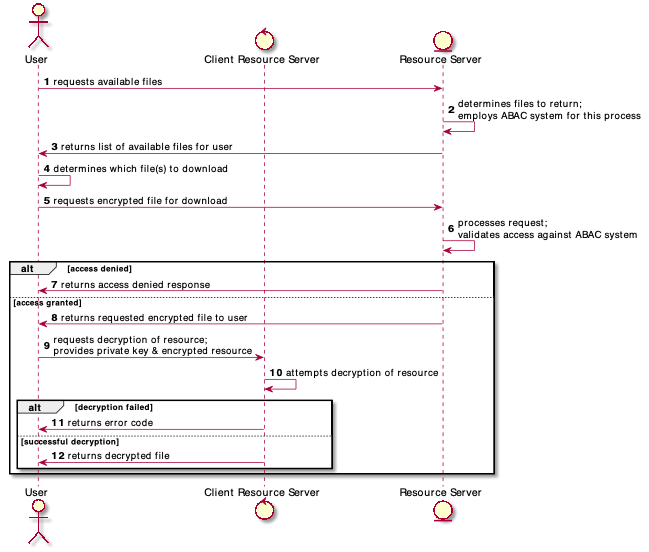 User
Client Resource Server
Resource Server
1 requests available files
2 determines files to return;
employs ABAC system for this process
3 returns list of available files for user
4 determines which file(s) to download
5 requests encrypted file for download
6 processes request;
validates access against ABAC system
alt [access denied]
7 returns access denied response
[access granted]
8 returns requested encrypted file to user
9 requests decryption of resource;
provides private key & encrypted resource
10 attempts decryption of resource
alt [decryption failed]
11 returns error code
[successful decryption]
12 returns decrypted file
User
Client Resource Server
Resource Server